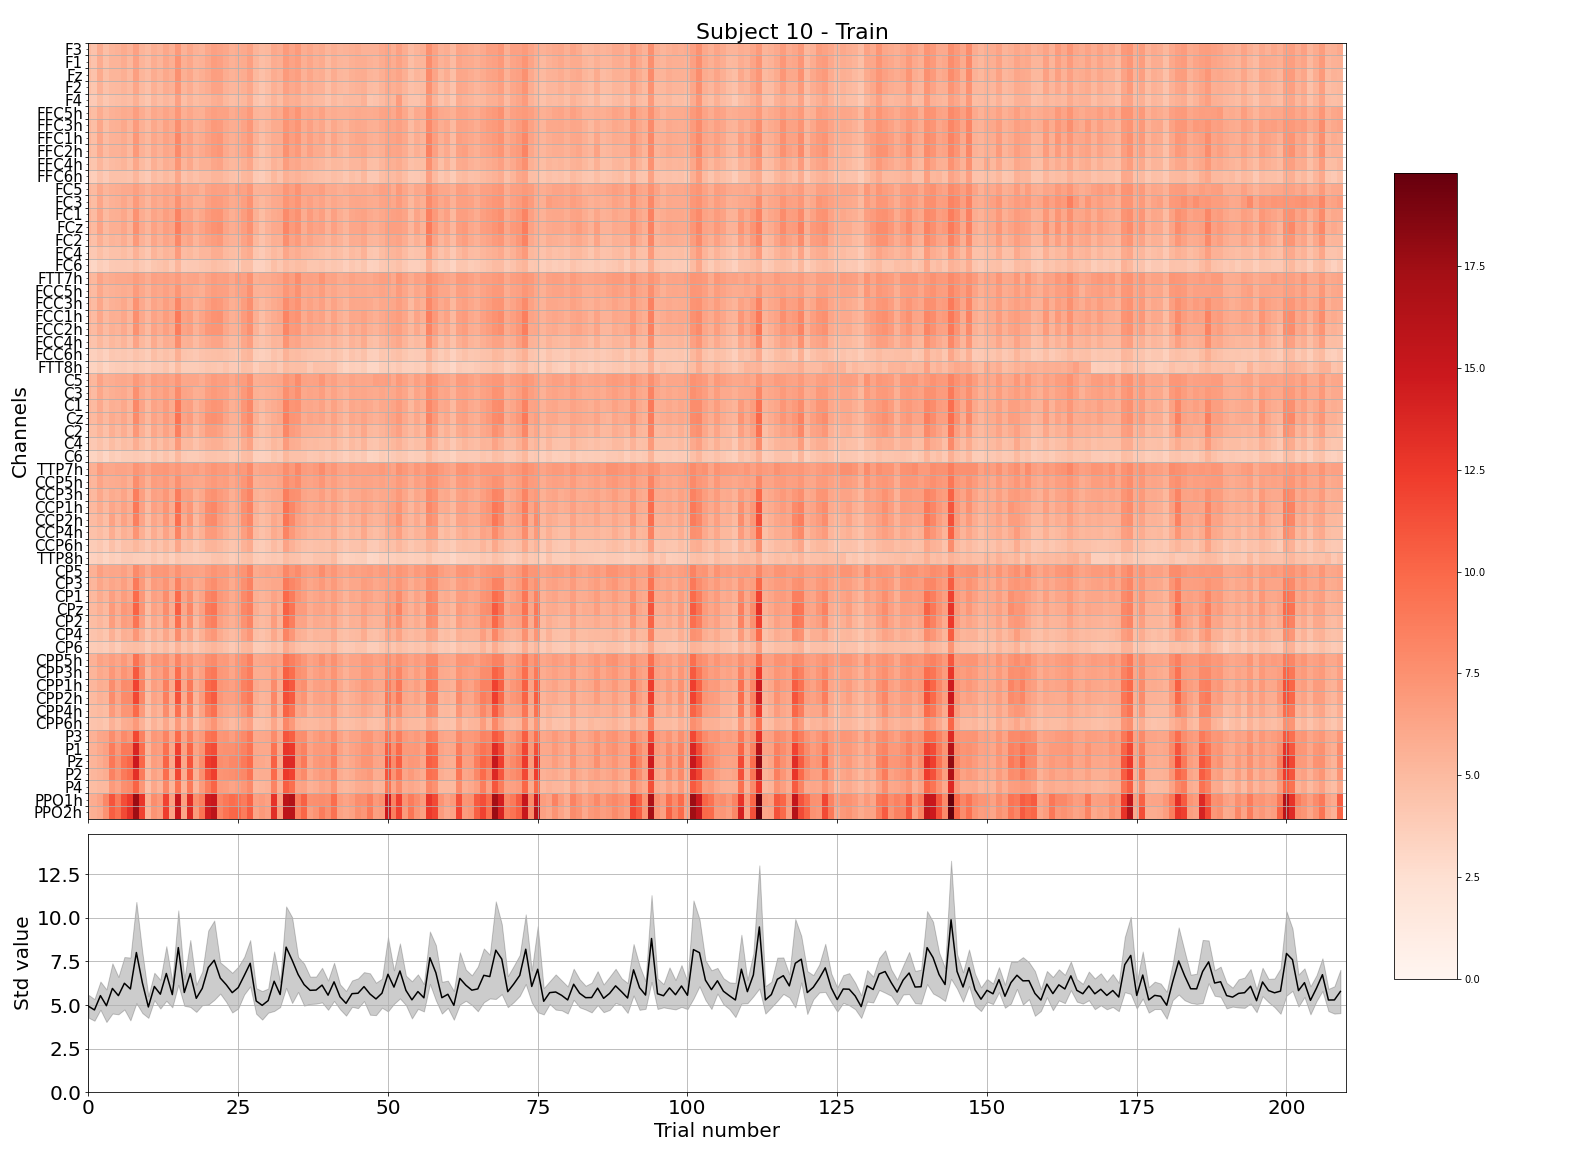 Subject 10 - Train
Channels
F3
F1
Fz
F2
F4
FFC5h
FFC3h
FFC1h
FFC2h
FFC4h
FFC6h
FC5
FC3
FC1
FCz
FC2
FC4
FC6
FTT7h
FCC5h
FCC3h
FCC1h
FCC2h
FCC4h
FCC6h
FTT8h
C5
C3
C1
Cz
C2
C4
C6
TTP7h
CCP5h
CCP3h
CCP1h
CCP2h
CCP4h
CCP6h
TTP8h
CP5
CP3
CP1
CPz
CP2
CP4
CP6
CPP5h
CPP3h
CPP1h
CPP2h
CPP4h
CPP6h
P3
P1
Pz
P2
P4
PPO1h
PPO2h
17.5
15.0
12.5
10.0
7.5
5.0
2.5
0.0
Std value
12.5
10.0
7.5
5.0
2.5
0.0
0 25 50 75 100 125 150 175 200
Trial number